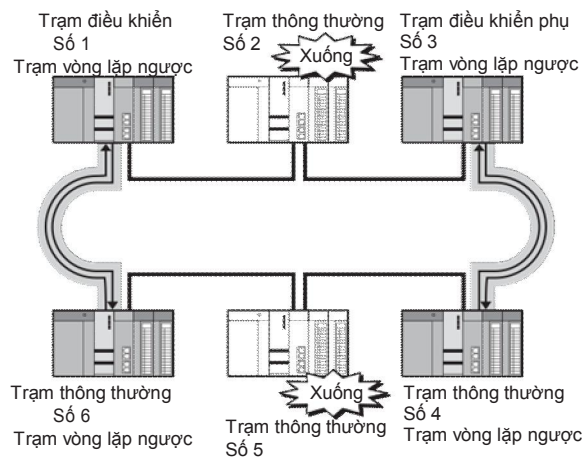 Trạm điều khiển
Số 1
Trạm vòng lặp ngược
Trạm thông thường
Số 2
Xuống
Trạm điều khiển phụ
Số 3
Trạm vòng lặp ngược
Trạm thông thường
Số 6
Trạm vòng lặp ngược
Xuống
Trạm thông thường
Số 5
Trạm thông thường
Số 4
Trạm vòng lặp ngược